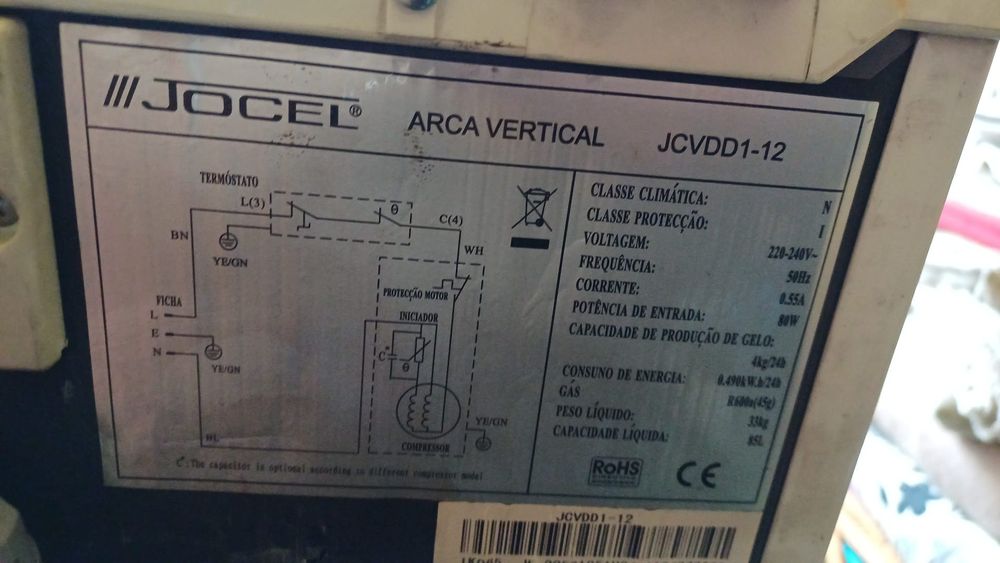 JOCEL®
ARCA VERTICAL
JCVDD1-12
TERMÓSTATO
L(3)
θ
C(4)
BN
YE/GN
WH
PROTECÇÃO MOTOR
FICHA
L
E
N
YE/GN
INICIADOR
C*
θ
BL
YE/GN
COMPRESSOR
C*:The capacitor is optional according to different compressor model
CLASSE CLIMÁTICA: N
CLASSE PROTECÇÃO: I
VOLTAGEM: 220-240V~
FREQUÊNCIA: 50Hz
CORRENTE: 0.55A
POTÊNCIA DE ENTRADA: 80W
CAPACIDADE DE PRODUÇÃO DE GELO:
4kg/24h
CONSUNO DE ENERGIA: 0.490kW.h/24h
GÁS R600a(45g)
PESO LÍQUIDO: 33kg
CAPACIDADE LÍQUIDA: 85L
RoHS
CE
JCVDD1-12